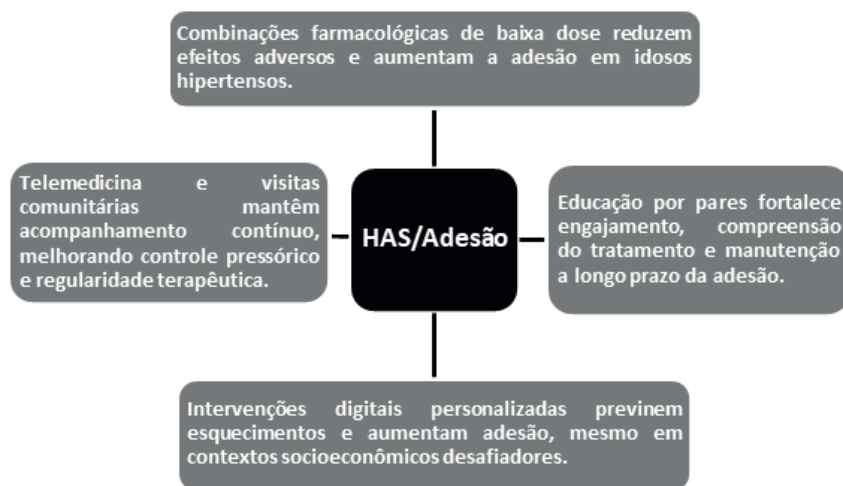 Combinações farmacológicas de baixa dose reduzem
efeitos adversos e aumentam a adesão em idosos
hipertensos.
Telemedicina e visitas
comunitárias mantêm
acompanhamento contínuo,
melhorando controle pressórico
e regularidade terapêutica.
HAS/Adesão
Educação por pares fortalece
engajamento, compreensão
do tratamento e manutenção
a longo prazo da adesão.
Intervenções digitais personalizadas previnem
esquecimentos e aumentam adesão, mesmo em
contextos socioeconômicos desafiadores.